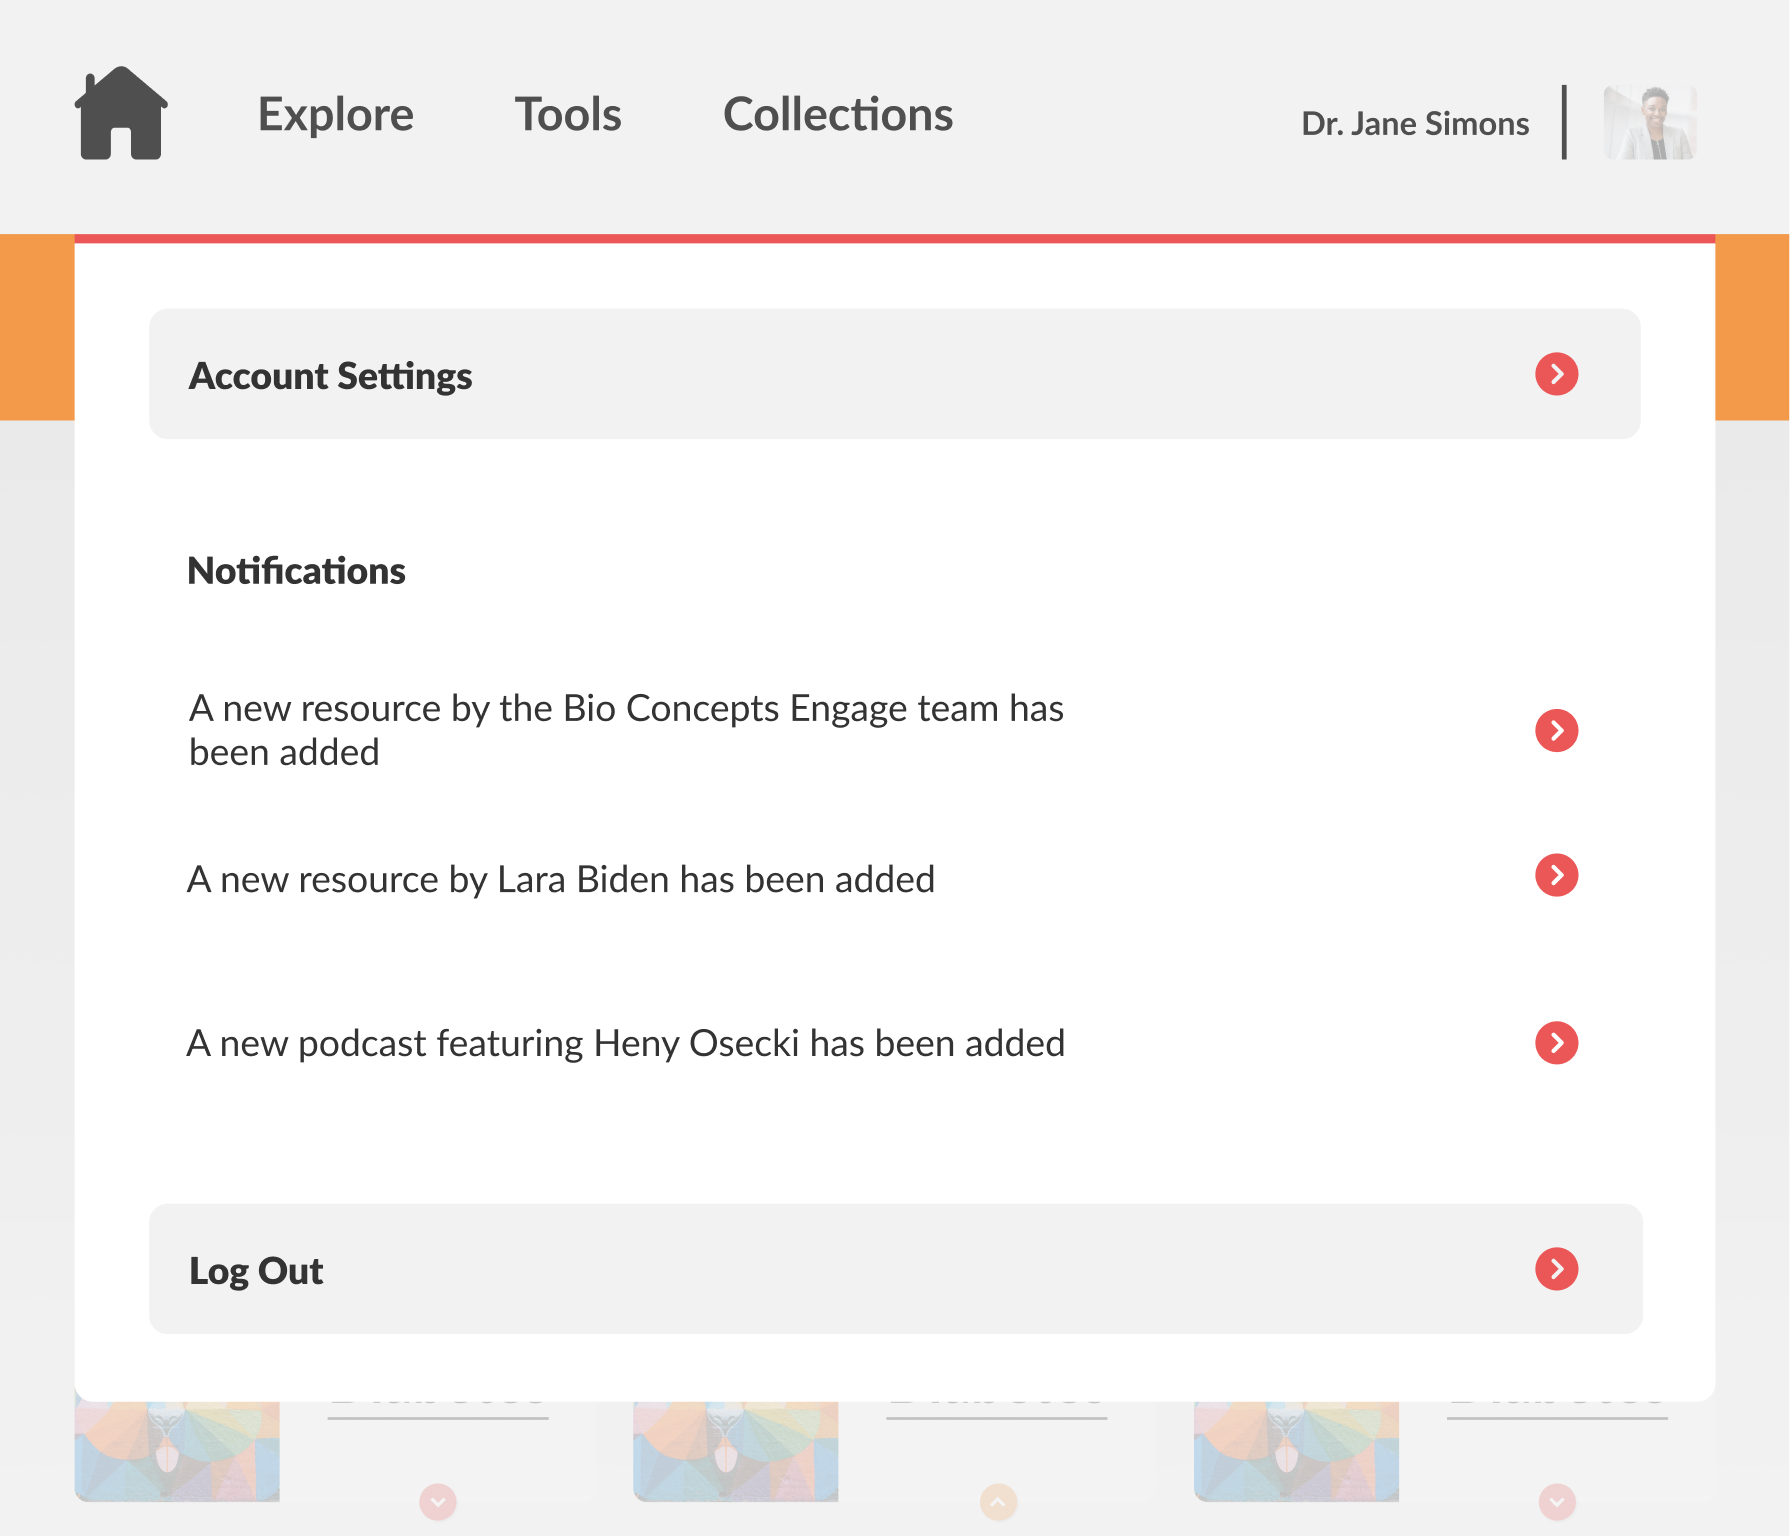 Explore Tools Collections Dr. Jane Simons
Account Settings
Notifications
A new resource by the Bio Concepts Engage team has
been added
A new resource by Lara Biden has been added
A new podcast featuring Heny Osecki has been added
Log Out